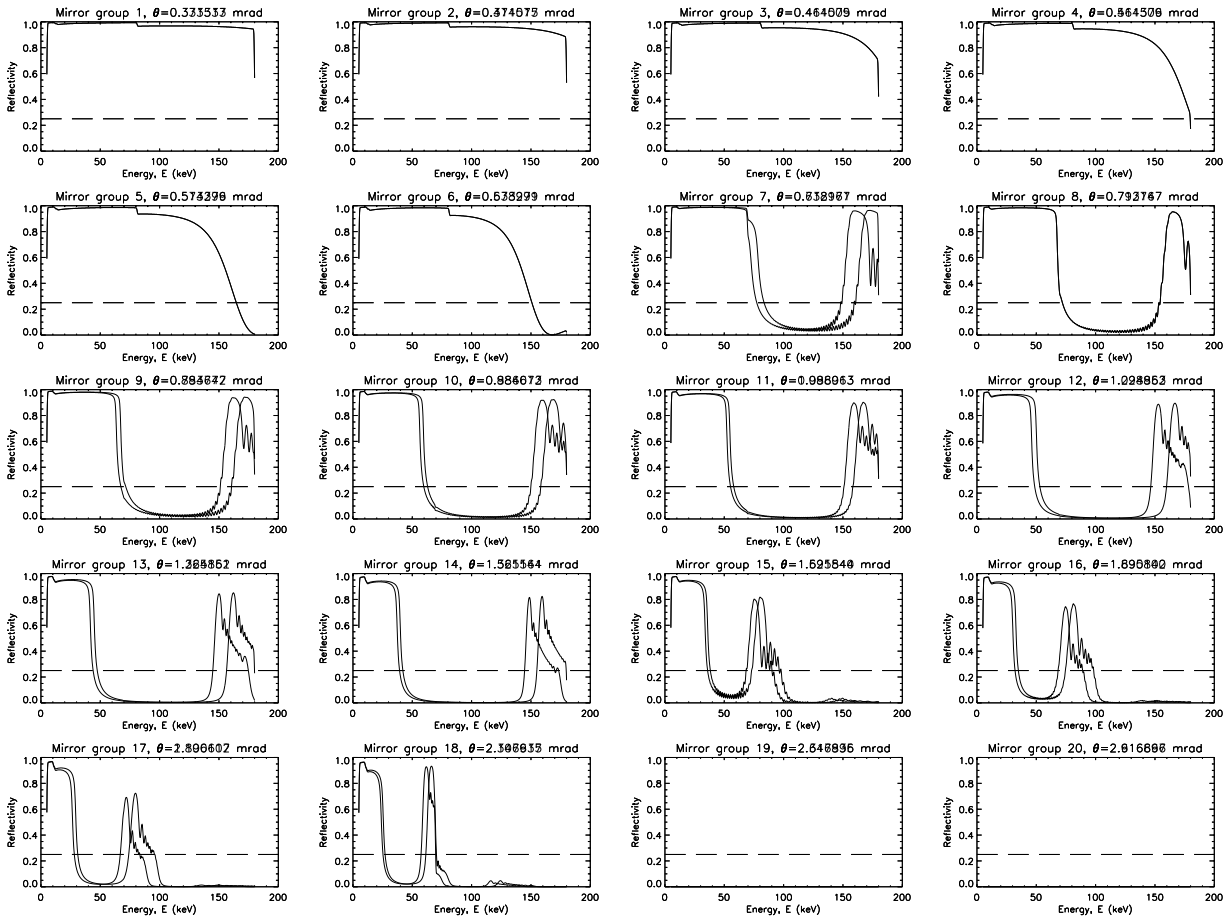 Mirror group 1, θ= mrad Mirror group 2, θ= mrad Mirror group 3, θ= mrad Mirror group 4, θ= mrad
1.0 1.0 1.0 1.0
0.8 0.8 0.8 0.8
0.6 0.6 0.6 0.6
0.4 0.4 0.4 0.4
0.2 0.2 0.2 0.2
0.0 0.0 0.0 0.0
Reflectivity Reflectivity Reflectivity Reflectivity
0 50 100 150 200 0 50 100 150 200 0 50 100 150 200 0 50 100 150 200
Energy, E (keV) Energy, E (keV) Energy, E (keV) Energy, E (keV)
Mirror group 5, θ= mrad Mirror group 6, θ= mrad Mirror group 7, θ= mrad Mirror group 8, θ= mrad
1.0 1.0 1.0 1.0
0.8 0.8 0.8 0.8
0.6 0.6 0.6 0.6
0.4 0.4 0.4 0.4
0.2 0.2 0.2 0.2
0.0 0.0 0.0 0.0
Reflectivity Reflectivity Reflectivity Reflectivity
0 50 100 150 200 0 50 100 150 200 0 50 100 150 200 0 50 100 150 200
Energy, E (keV) Energy, E (keV) Energy, E (keV) Energy, E (keV)
Mirror group 9, θ= mrad Mirror group 10, θ= mrad Mirror group 11, θ= mrad Mirror group 12, θ= mrad
1.0 1.0 1.0 1.0
0.8 0.8 0.8 0.8
0.6 0.6 0.6 0.6
0.4 0.4 0.4 0.4
0.2 0.2 0.2 0.2
0.0 0.0 0.0 0.0
Reflectivity Reflectivity Reflectivity Reflectivity
0 50 100 150 200 0 50 100 150 200 0 50 100 150 200 0 50 100 150 200
Energy, E (keV) Energy, E (keV) Energy, E (keV) Energy, E (keV)
Mirror group 13, θ= mrad Mirror group 14, θ= mrad Mirror group 15, θ= mrad Mirror group 16, θ= mrad
1.0 1.0 1.0 1.0
0.8 0.8 0.8 0.8
0.6 0.6 0.6 0.6
0.4 0.4 0.4 0.4
0.2 0.2 0.2 0.2
0.0 0.0 0.0 0.0
Reflectivity Reflectivity Reflectivity Reflectivity
0 50 100 150 200 0 50 100 150 200 0 50 100 150 200 0 50 100 150 200
Energy, E (keV) Energy, E (keV) Energy, E (keV) Energy, E (keV)
Mirror group 17, θ= mrad Mirror group 18, θ= mrad Mirror group 19, θ= mrad Mirror group 20, θ= mrad
1.0 1.0 1.0 1.0
0.8 0.8 0.8 0.8
0.6 0.6 0.6 0.6
0.4 0.4 0.4 0.4
0.2 0.2 0.2 0.2
0.0 0.0 0.0 0.0
Reflectivity Reflectivity Reflectivity Reflectivity
0 50 100 150 200 0 50 100 150 200 0 50 100 150 200 0 50 100 150 200
Energy, E (keV) Energy, E (keV) Energy, E (keV) Energy, E (keV)